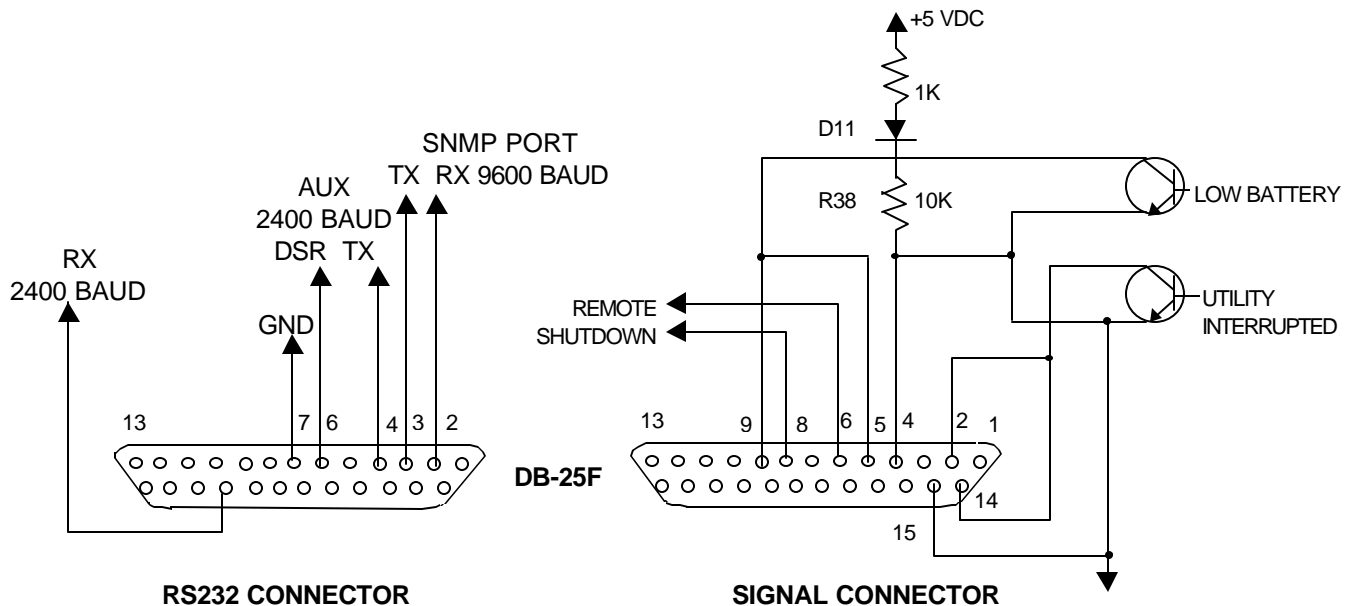 +5 VDC
1K
D11
SNMP PORT
TX RX 9600 BAUD
AUX
2400 BAUD
DSR TX
R38 10K
LOW BATTERY
RX
2400 BAUD
GND
REMOTE
SHUTDOWN
UTILITY
INTERRUPTED
13 7 6 4 3 2
13 9 8 6 5 4 2 1
DB-25F
14
15
RS232 CONNECTOR
SIGNAL CONNECTOR